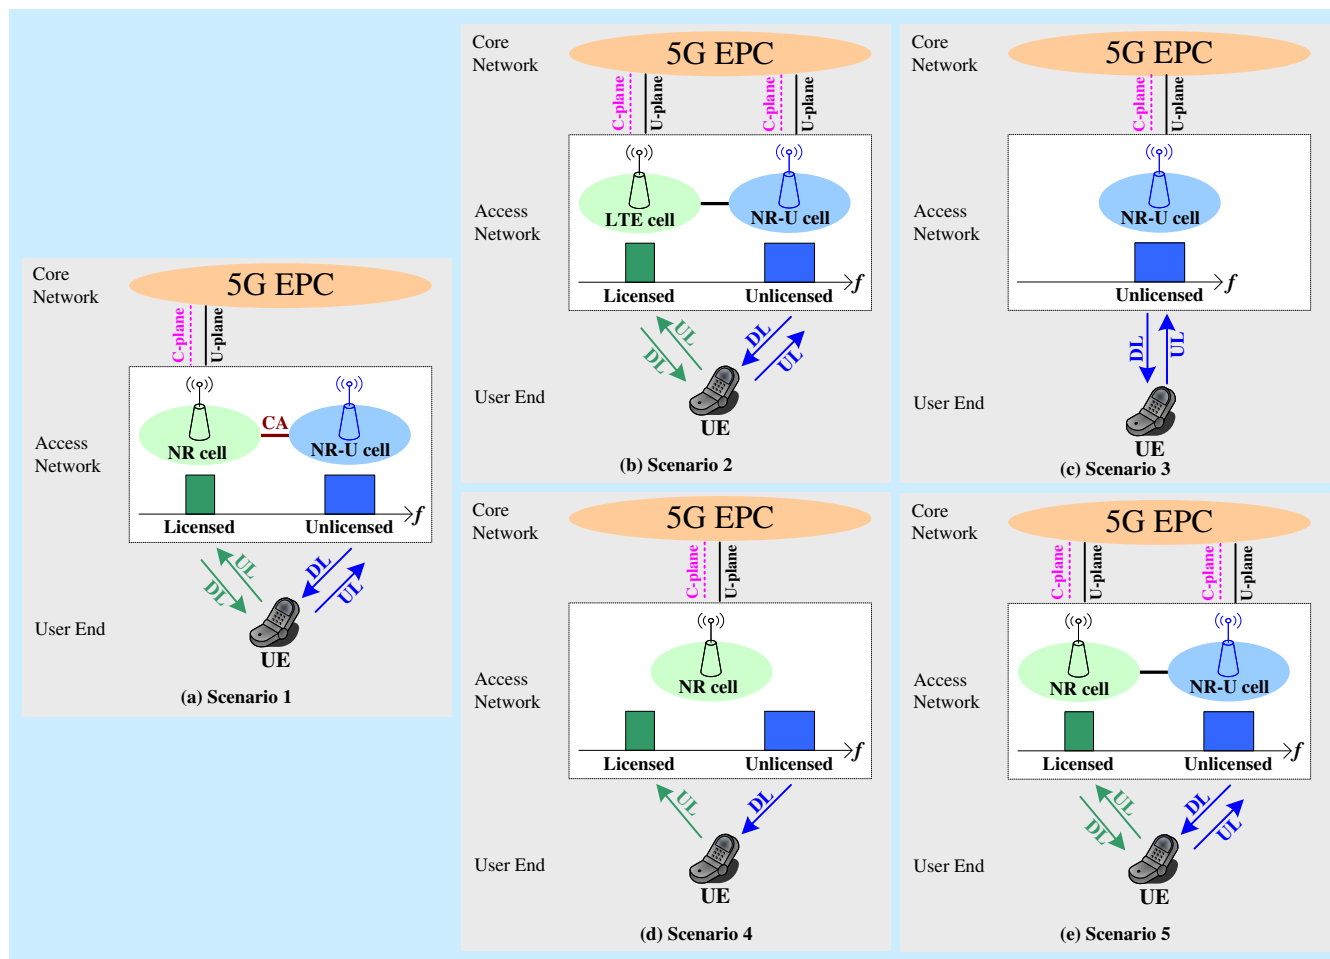 Core
Network
5G EPC
C-plane
U-plane
Access
Network
NR cell
CA
NR-U cell
Licensed
Unlicensed
f
UL
DL
DL
UL
User End
UE
(a) Scenario 1
Core
Network
5G EPC
C-plane
U-plane
C-plane
U-plane
Access
Network
LTE cell
NR-U cell
Licensed
Unlicensed
f
UL
DL
DL
UL
User End
UE
(b) Scenario 2
Core
Network
5G EPC
C-plane
U-plane
Access
Network
NR-U cell
Unlicensed
f
DL
UL
User End
UE
(c) Scenario 3
Core
Network
5G EPC
C-plane
U-plane
Access
Network
NR cell
Licensed
Unlicensed
f
UL
DL
User End
UE
(d) Scenario 4
Core
Network
5G EPC
C-plane
U-plane
C-plane
U-plane
Access
Network
NR cell
NR-U cell
Licensed
Unlicensed
f
UL
DL
DL
UL
User End
UE
(e) Scenario 5